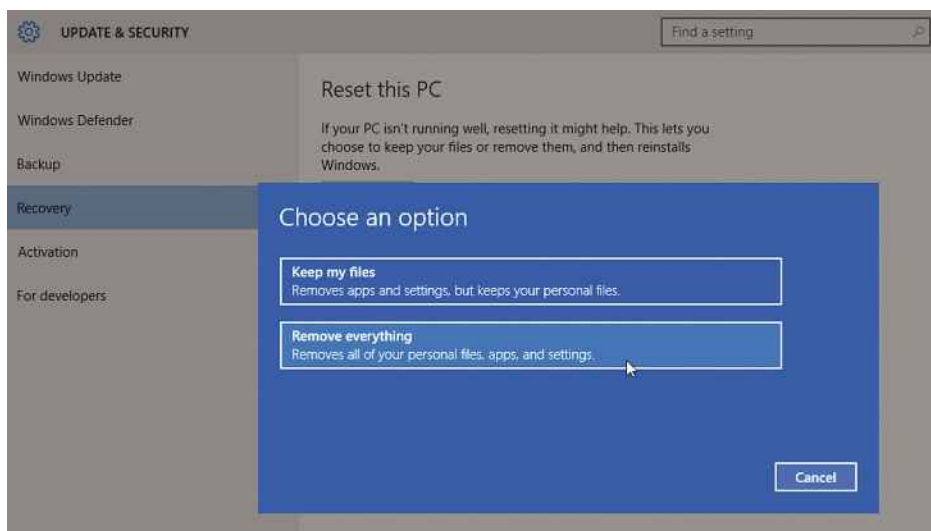 UPDATE & SECURITY
Find a setting
Windows Update
Windows Defender
Backup
Recovery
Activation
For developers
Reset this PC
If your PC isn't running well, resetting it might help. This lets you
choose to keep your files or remove them, and then reinstalls
Windows.
Choose an option
Keep my files
Removes apps and settings, but keeps your personal files.
Remove everything
Removes all of your personal files, apps, and settings.
Cancel